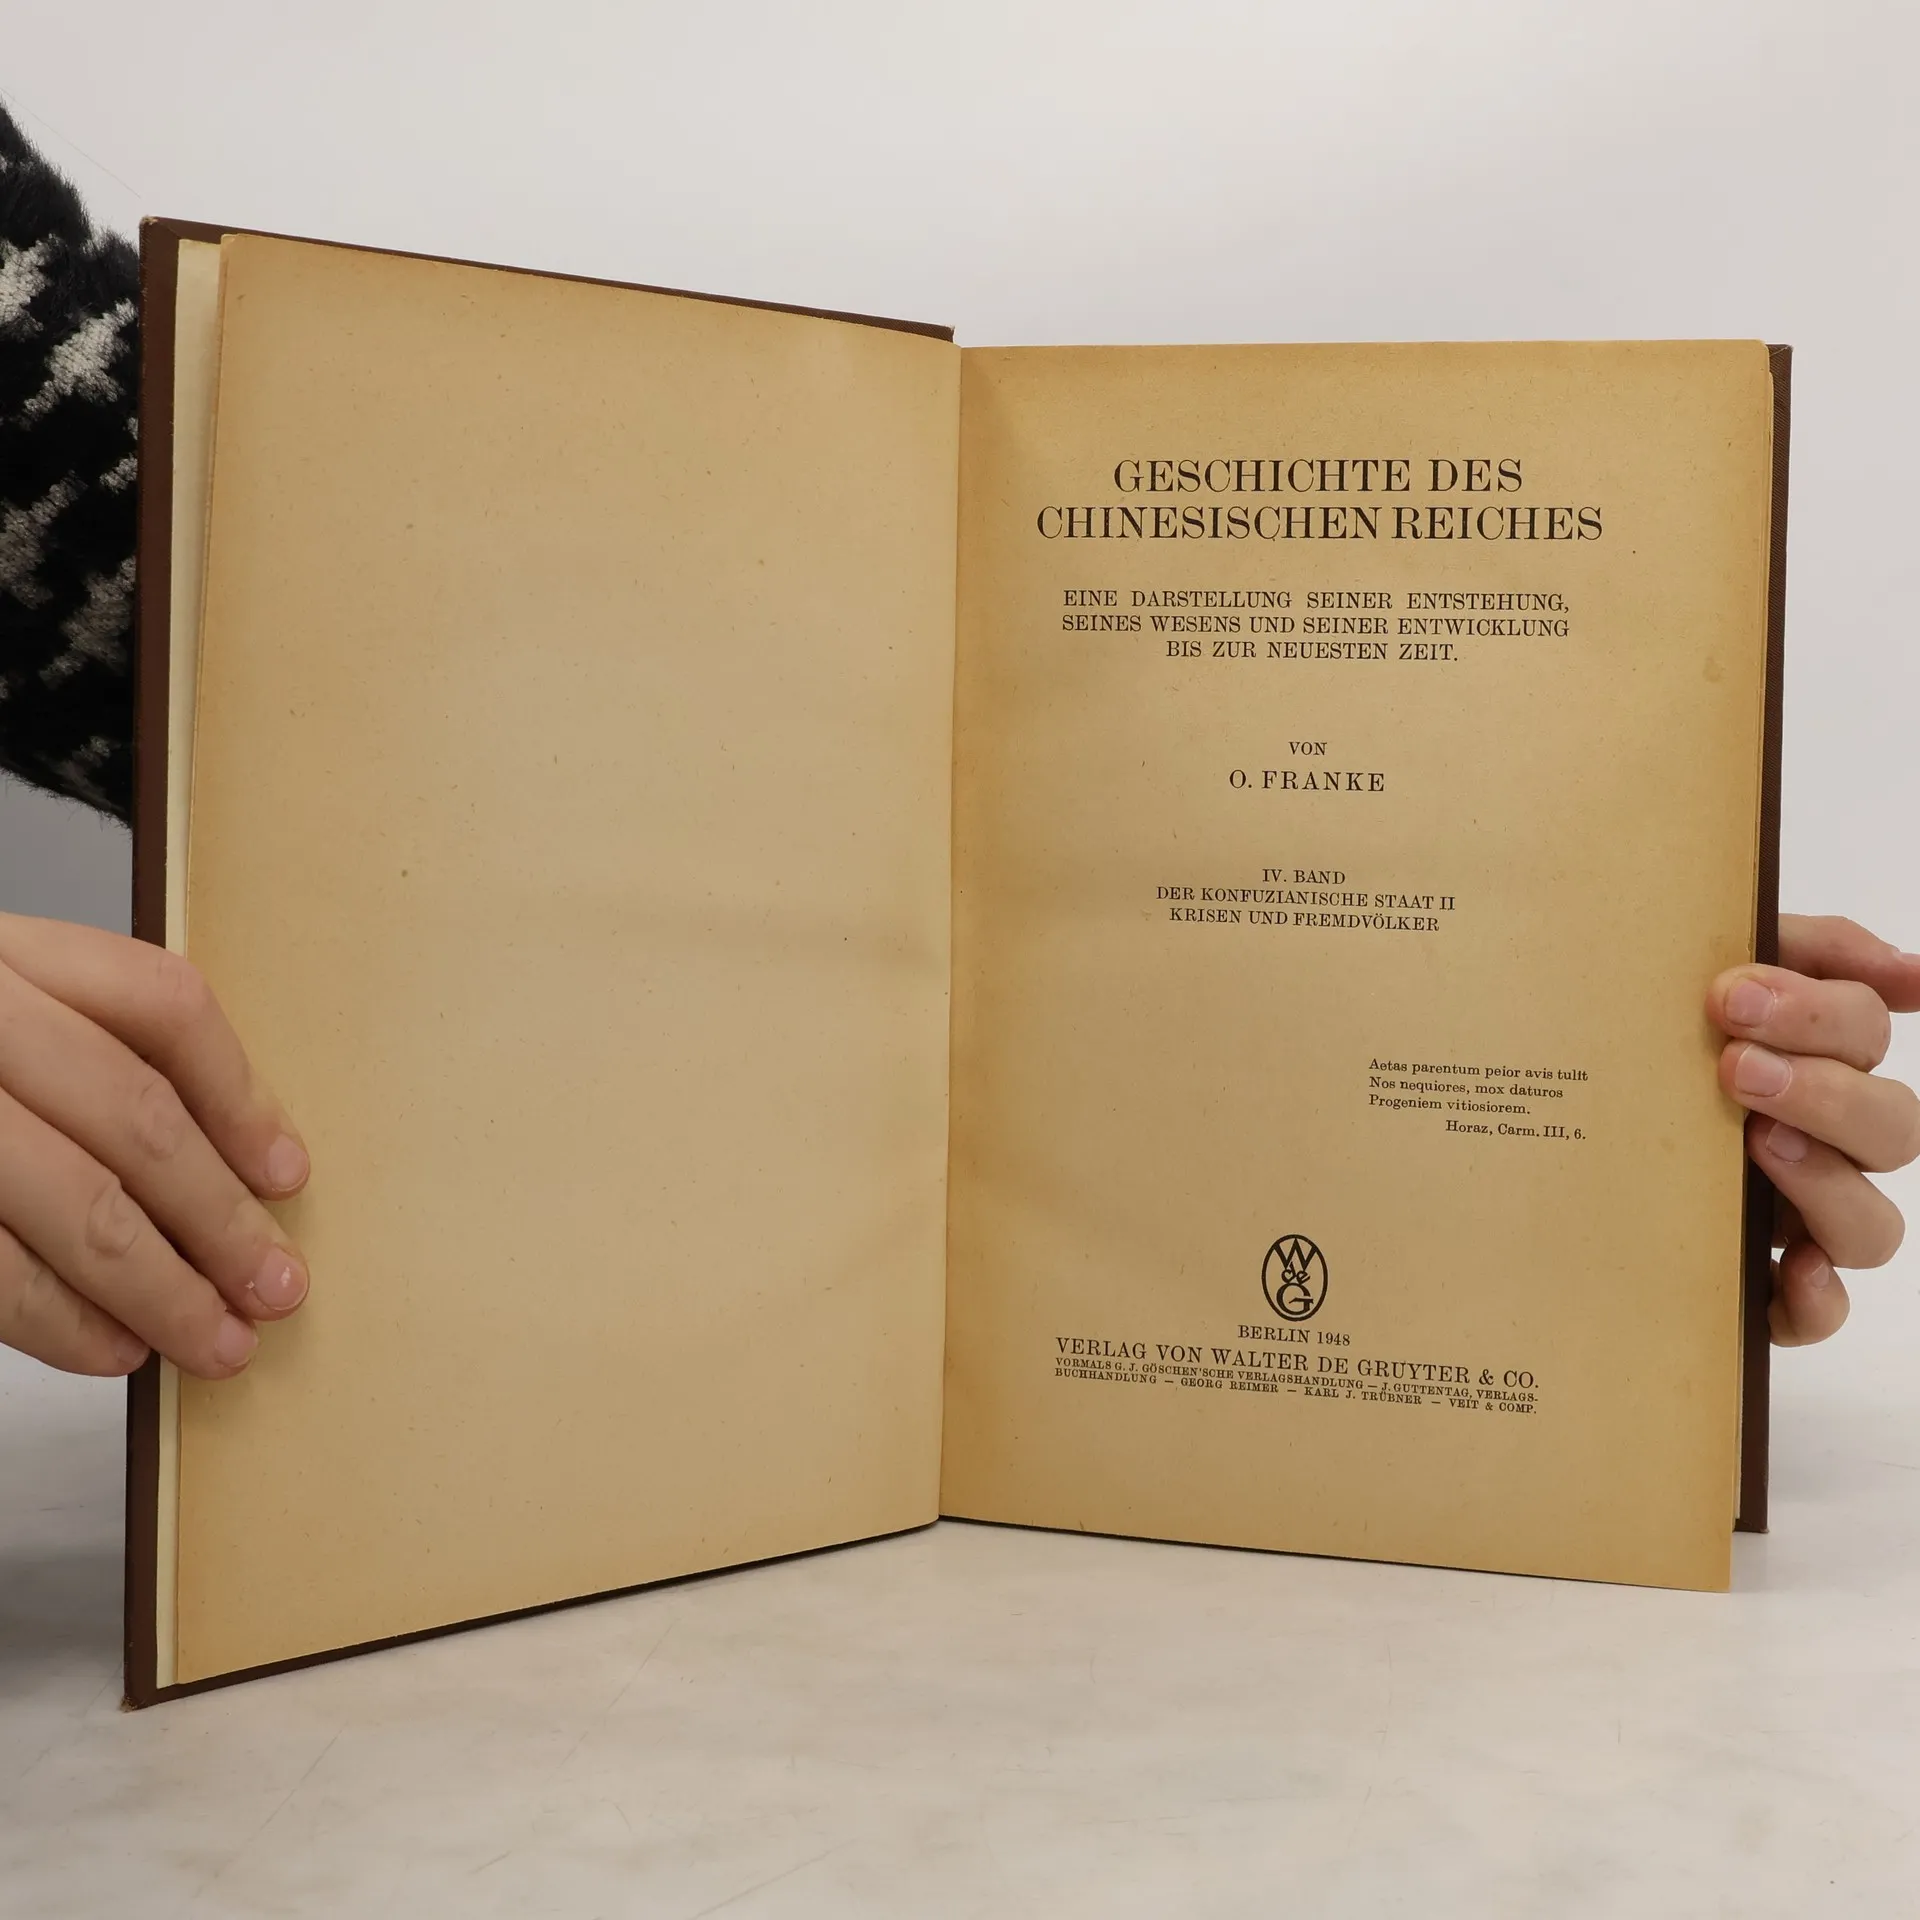 GESCHICHTE DES
CHINESISCHEN REICHES
EINE DARSTELLUNG SEINER ENTSTEHUNG,
SEINES WESENS UND SEINER ENTWICKLUNG
BIS ZUR NEUESTEN ZEIT.
VON
O. FRANKE
IV. BAND
DER KONFUZIANISCHE STAAT II
KRISEN UND FREMDVÖLKER
Aetas parentum peior avis tulit
Nos nequiores, mox daturos
Progeniem vitiosiorem.
Horaz, Carm. III, 6.
W
de
G
BERLIN 1948
VERLAG VON WALTER DE GRUYTER & CO.
VORMALS G. J. GÖSCHEN'SCHE VERLAGSHANDLUNG — J. GUTTENTAG, VERLAGS-
BUCHHANDLUNG — GEORG REIMER — KARL J. TRÜBNER — VEIT & COMP.